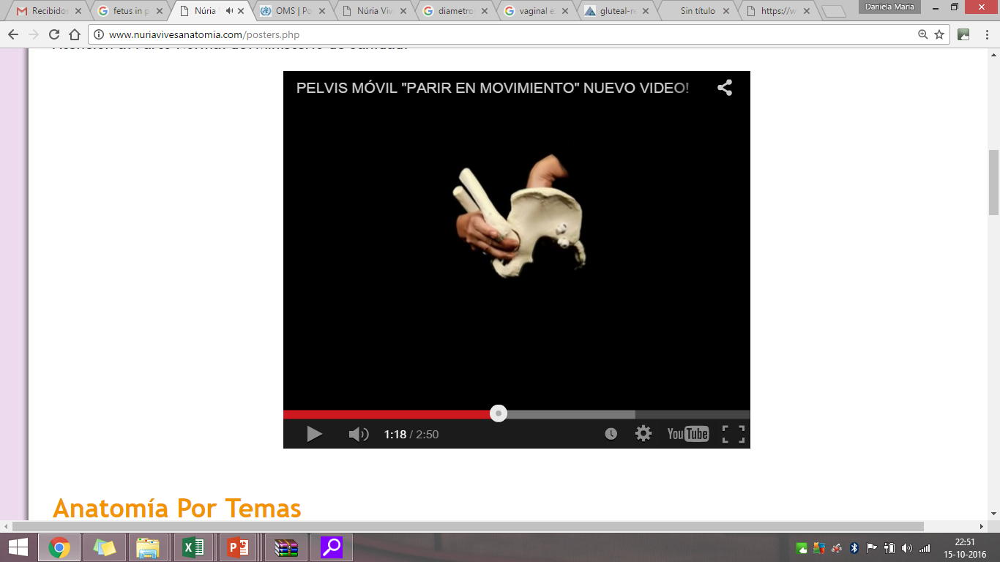 Recibidos
fetus in p
Núria
OMS | Po
Núria Viv
diametro
vaginal e
gluteal-re
Sin título
https://w
Daniela Maria
www.nuriavivesanatomia.com/posters.php
PELVIS MÓVIL "PARIR EN MOVIMIENTO" NUEVO VIDEO!
1:18 / 2:50
YouTube
Anatomía Por Temas
22:51
15-10-2016